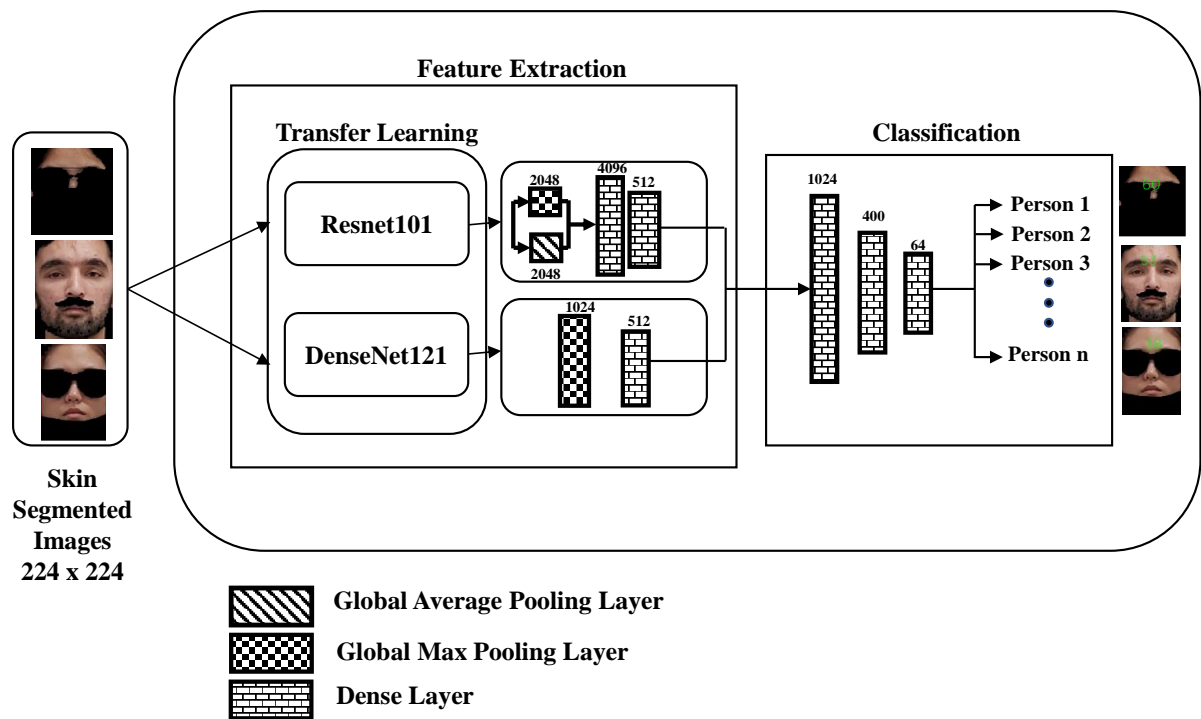 Feature Extraction
Transfer Learning
Classification
Resnet101
2048
2048
4096
512
DenseNet121
1024
512
1024
400
64
Person 1
Person 2
Person 3
Person n
Skin
Segmented
Images
224 x 224
Global Average Pooling Layer
Global Max Pooling Layer
Dense Layer